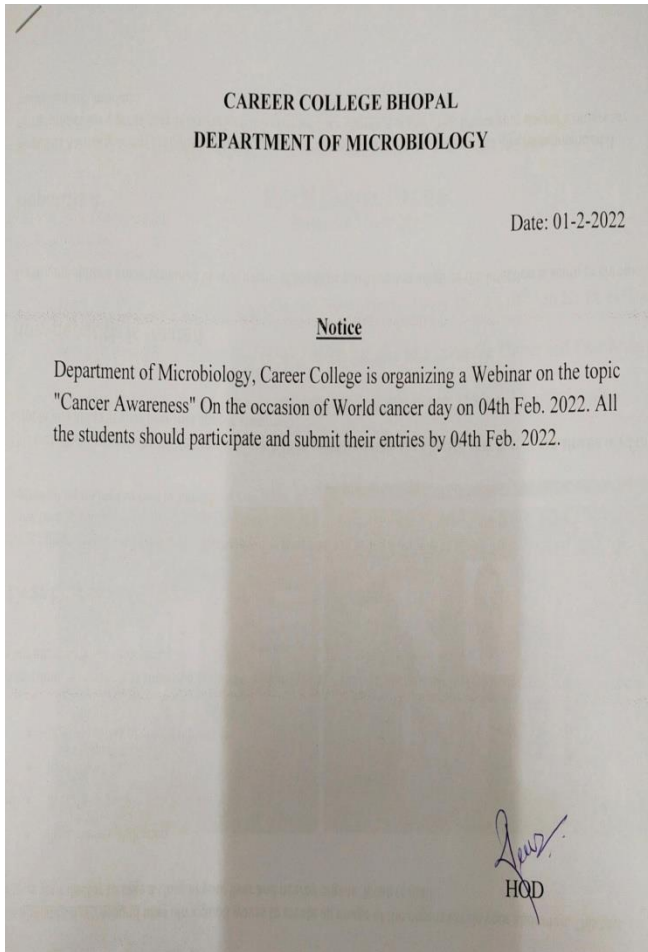 CAREER COLLEGE BHOPAL
DEPARTMENT OF MICROBIOLOGY
Date: 01-2-2022
Notice
Department of Microbiology, Career College is organizing a Webinar on the topic
"Cancer Awareness" On the occasion of World cancer day on 04th Feb. 2022. All
the students should participate and submit their entries by 04th Feb. 2022.
HOD